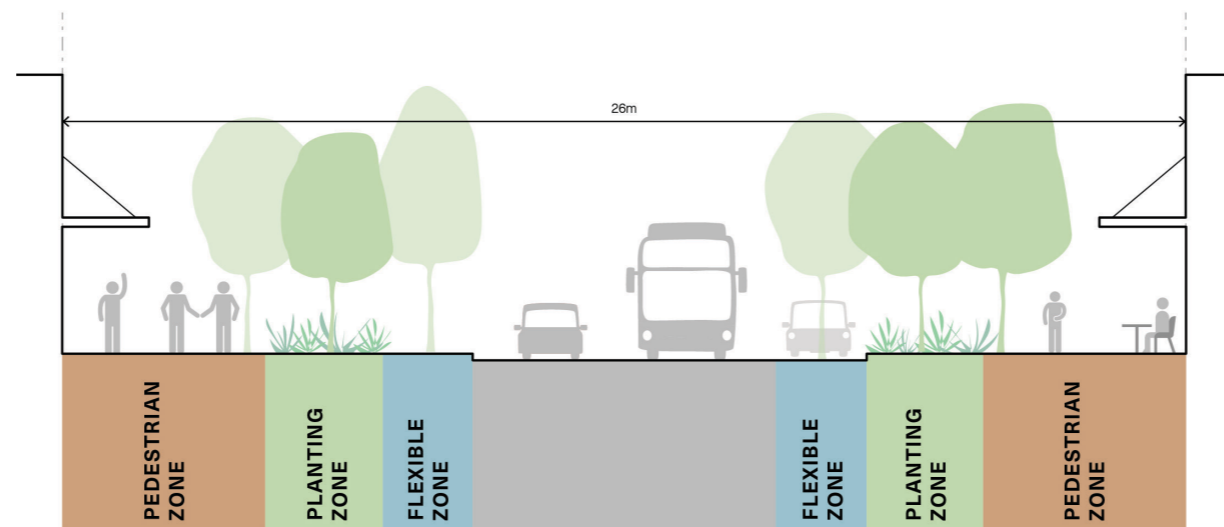 26m
PEDESTRIAN
ZONE
PLANTING
ZONE
FLEXIBLE
ZONE
FLEXIBLE
ZONE
PLANTING
ZONE
PEDESTRIAN
ZONE